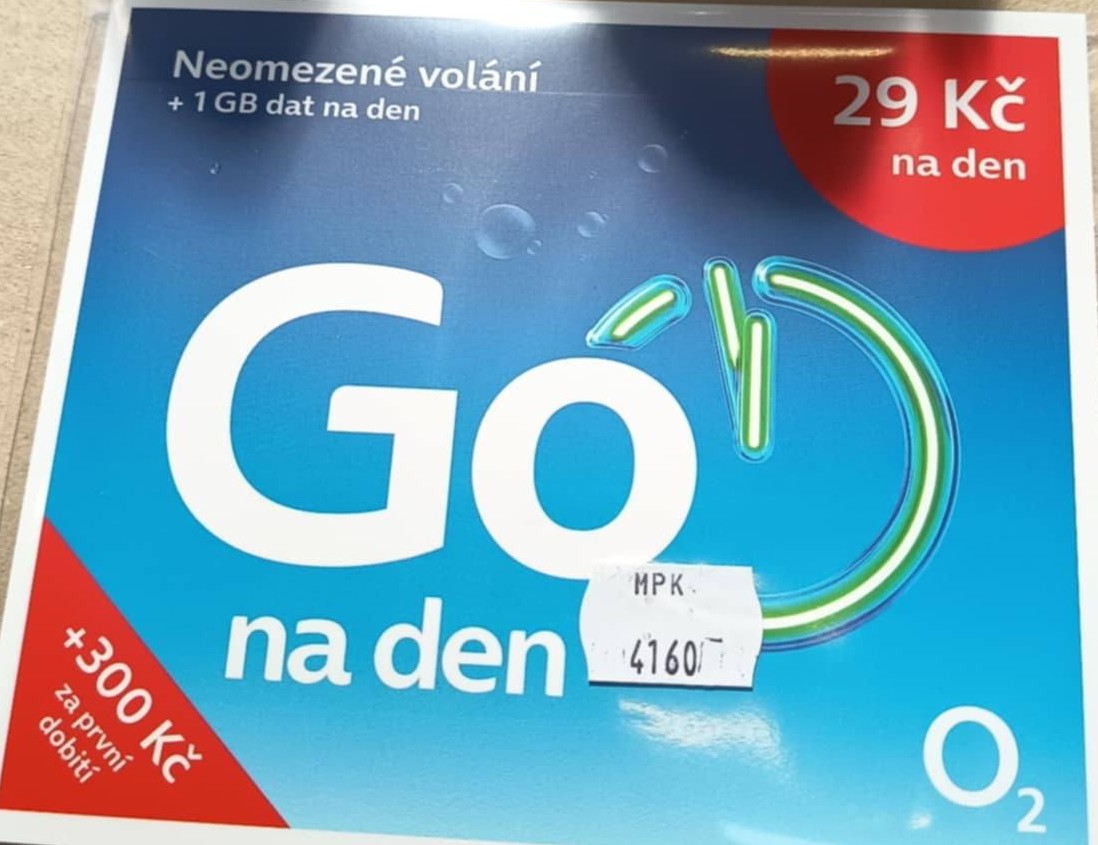 Neomezené volání
+ 1 GB dat na den
29 Kč
na den
GÓ
na den
MPK
4160
+300 Kč
za první
dobití
O2